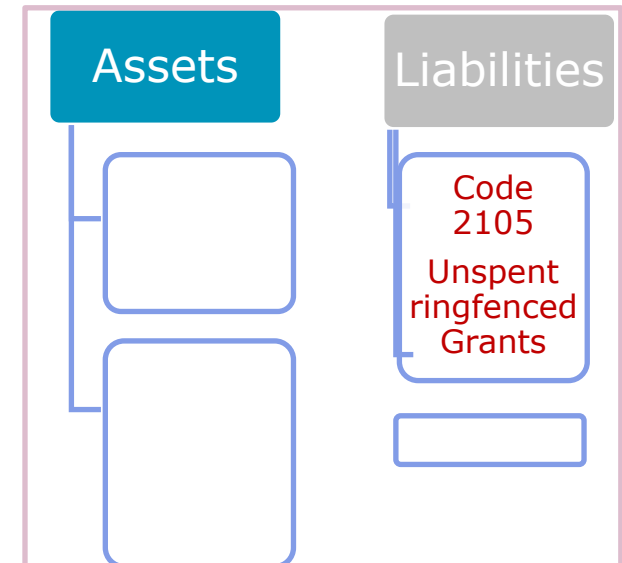 Assets
Liabilities
Code
2105
Unspent
ringfenced
Grants